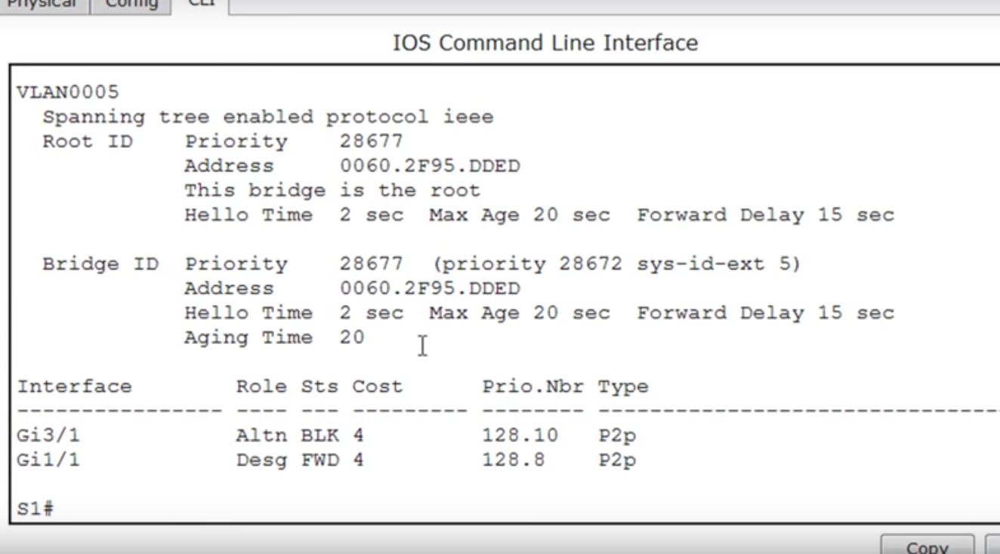 Physical Config CLI
IOS Command Line Interface
VLAN0005
Spanning tree enabled protocol ieee
Root ID Priority 28677
Address 0060.2F95.DDED
This bridge is the root
Hello Time 2 sec Max Age 20 sec Forward Delay 15 sec
Bridge ID Priority 28677 (priority 28672 sys-id-ext 5)
Address 0060.2F95.DDED
Hello Time 2 sec Max Age 20 sec Forward Delay 15 sec
Aging Time 20
Interface Role Sts Cost Prio.Nbr Type
---------------- ---- --- --------- -------- --------------------------------
Gi3/1 Altn BLK 4 128.10 P2p
Gi1/1 Desg FWD 4 128.8 P2p
S1#
Copy